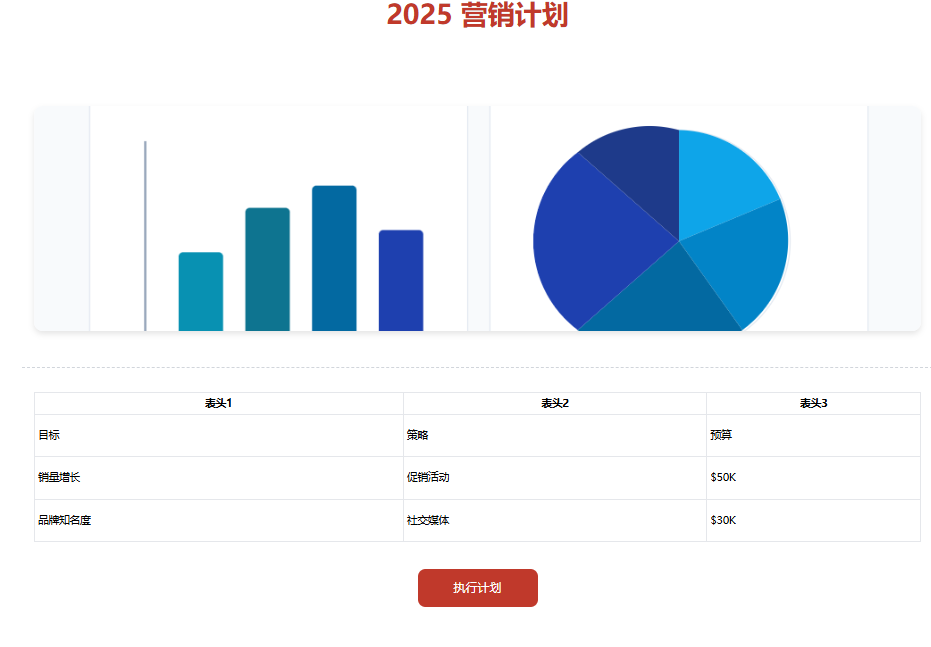 2025 营销计划
表头1 表头2 表头3
目标 策略 预算
销量增长 促销活动 $50K
品牌知名度 社交媒体 $30K
执行计划